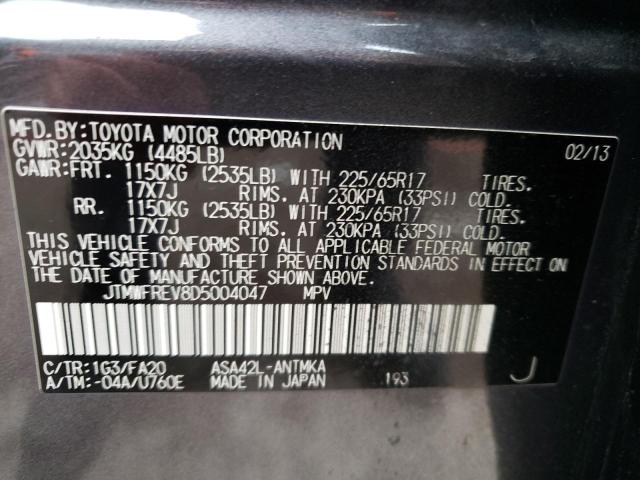 MFD.BY:TOYOTA MOTOR CORPORATION 02/13
GVWR:2035KG (4485LB)
GAWR:FRT. 1150KG (2535LB) WITH 225/65R17 TIRES.
17X7J RIMS. AT 230KPA (33PSI) COLD.
RR. 1150KG (2535LB) WITH 225/65R17 TIRES.
17X7J RIMS. AT 230KPA (33PSI) COLD.
THIS VEHICLE CONFORMS TO ALL APPLICABLE FEDERAL MOTOR
VEHICLE SAFETY AND THEFT PREVENTION STANDARDS IN EFFECT ON
THE DATE OF MANUFACTURE SHOWN ABOVE.
JTMWFREV8D5004047 MPV
C/TR:1G3/FA20 ASA42L-ANTMKA
A/TM:-04A/U760E MADE IN JAPAN 193 J